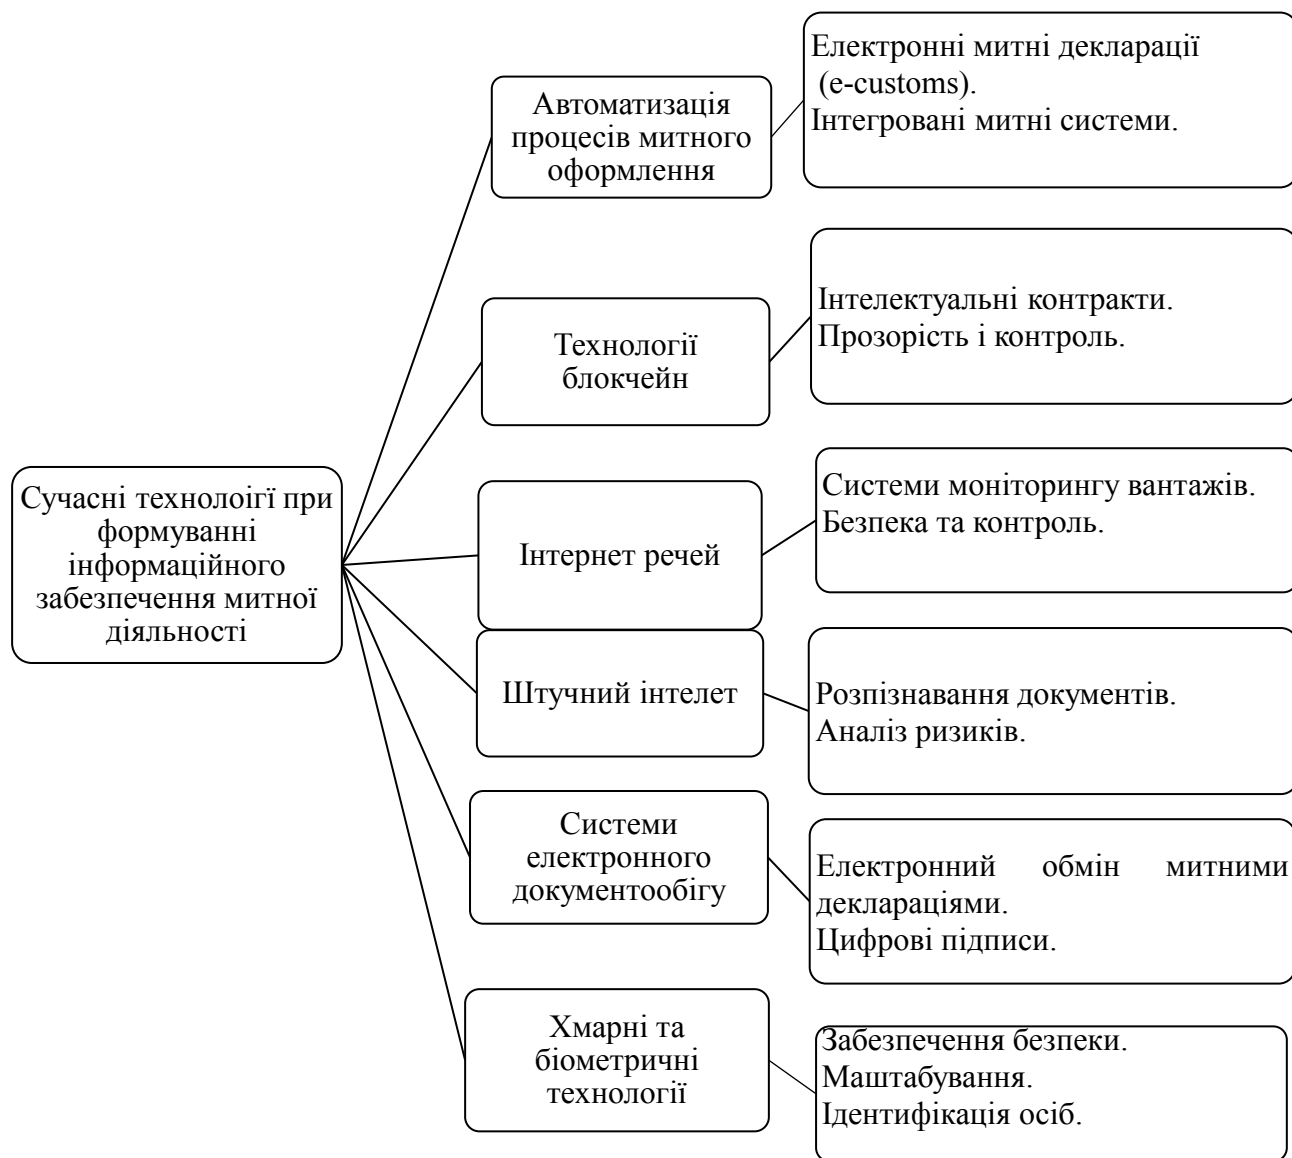 Сучасні технолоігї при
формуванні
інформаційного
забезпечення митної
діяльності
Автоматизація
процесів митного
оформлення
Електронні митні декларації
(e-customs).
Інтегровані митні системи.
Технології
блокчейн
Інтелектуальні контракти.
Прозорість і контроль.
Інтернет речей
Системи моніторингу вантажів.
Безпека та контроль.
Штучний інтелет
Розпізнавання документів.
Аналіз ризиків.
Системи
електронного
документообігу
Електронний обмін митними
деклараціями.
Цифрові підписи.
Хмарні та
біометричні
технології
Забезпечення безпеки.
Маштабування.
Ідентифікація осіб.